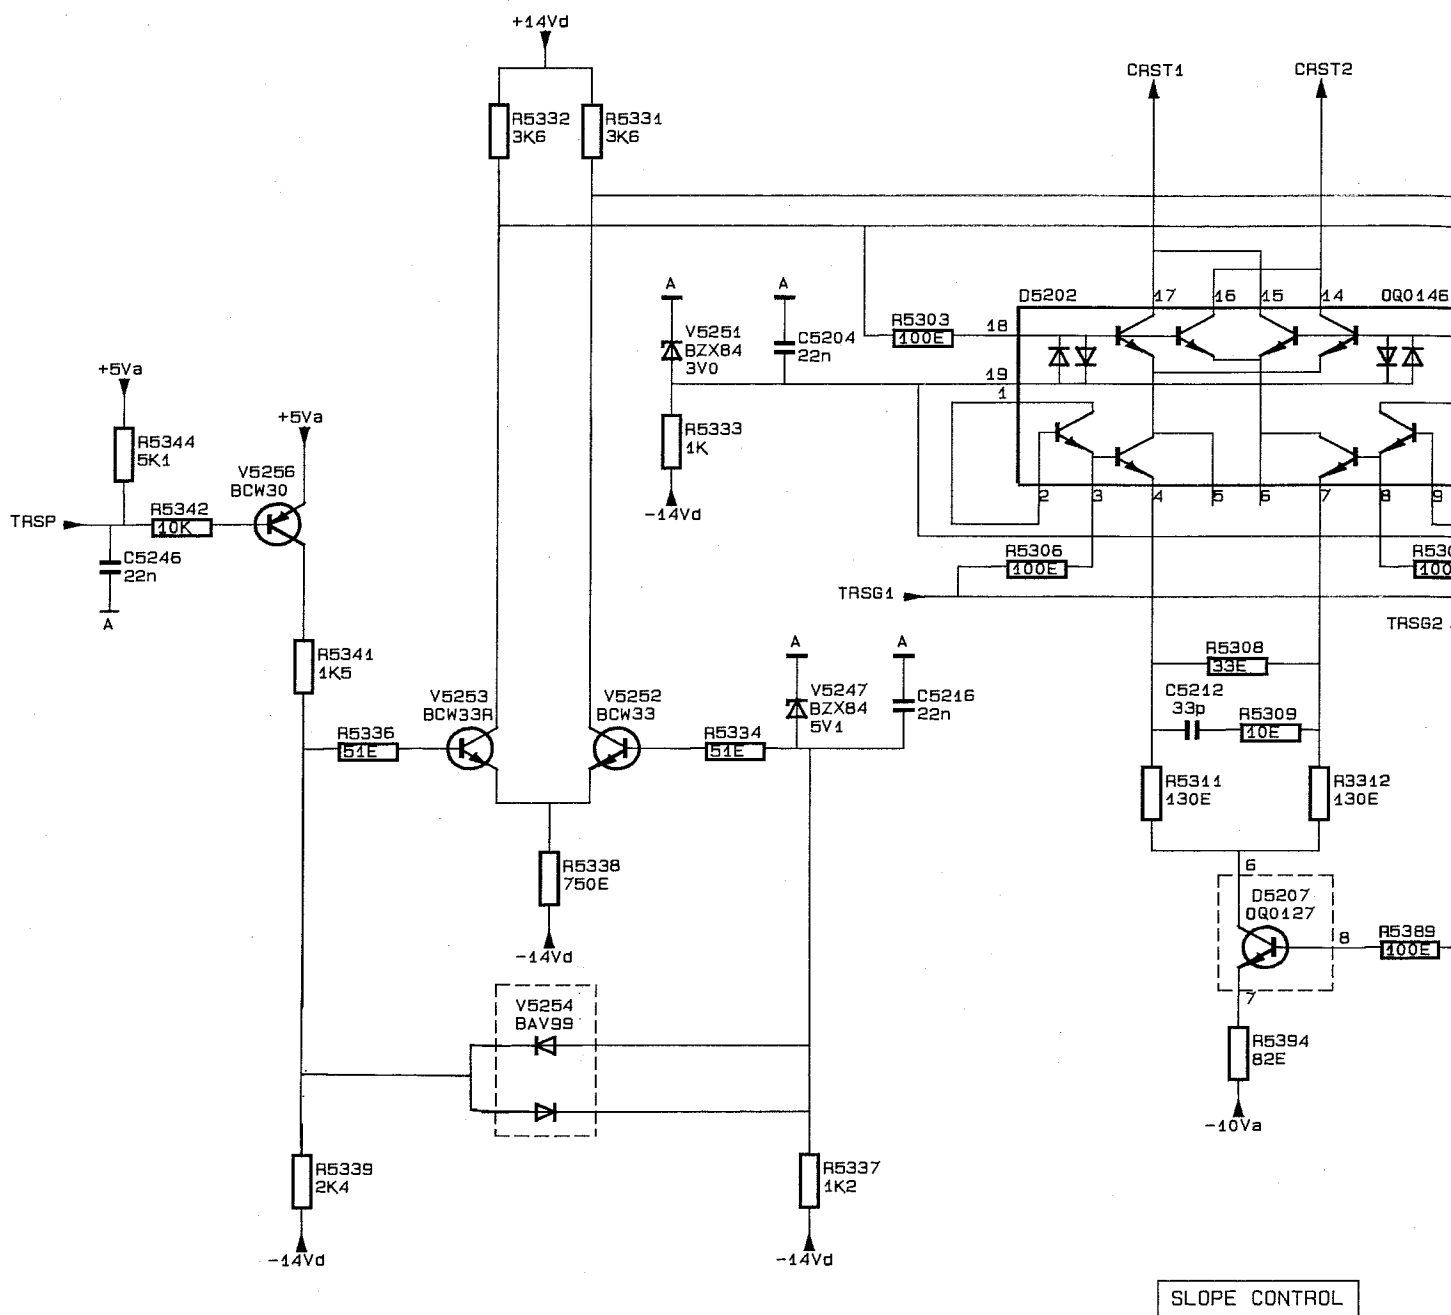 +14Vd
CRST1
CRST2
R5332
3K6
R5331
3K6
A
A
D5202
17
16
15
14
OQ0146
V5251
BZX84
3V0
C5204
22n
R5303
100E
18
19
1
+5Va
+5Va
R5344
5K1
R5333
1K
V5256
BCW30
R5342
10K
TRSP
-14Vd
2
3
4
5
6
7
8
9
C5246
22n
A
R5306
100E
R530
100
TRSG1
TRSG2
R5341
1K5
A
A
R5308
33E
V5253
BCW33R
V5252
BCW33
V5247
BZX84
5V1
C5216
22n
C5212
33p
R5309
10E
R5336
51E
R5334
51E
R5311
130E
R3312
130E
R5338
750E
6
D5207
OQ0127
8
R5389
100E
-14Vd
7
V5254
BAV99
R5394
82E
-10Va
R5339
2K4
R5337
1K2
-14Vd
-14Vd
SLOPE CONTROL